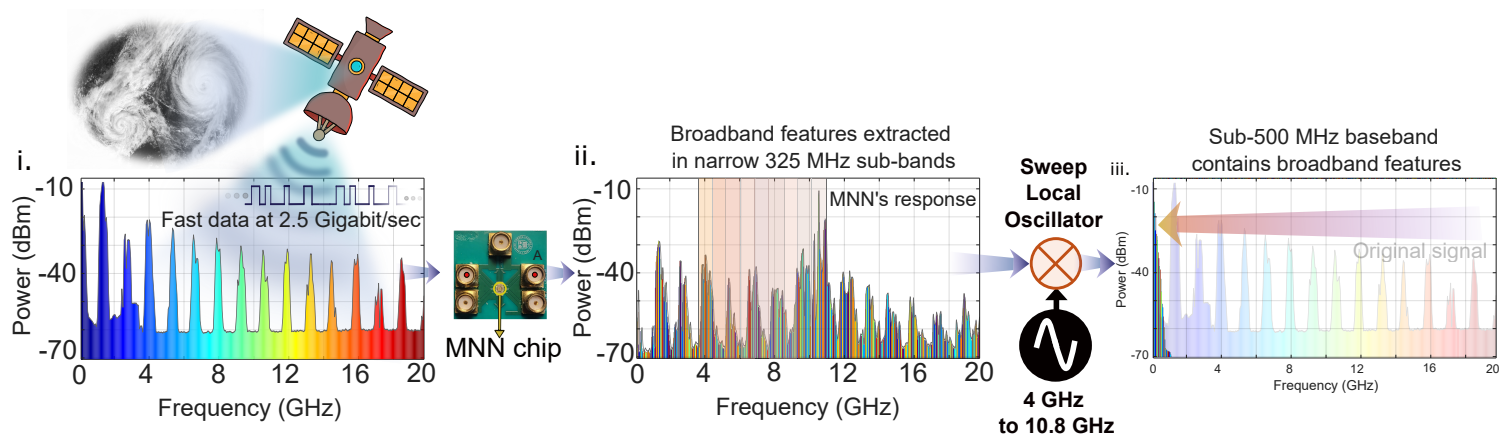 i.
-10
-40
-70
Power (dBm)
Fast data at 2.5 Gigabit/sec
0 4 8 12 16 20
Frequency (GHz)
A
MNN chip
ii.
Broadband features extracted
in narrow 325 MHz sub-bands
MNN's response
-10
-40
-70
Power (dBm)
0 4 8 12 16 20
Frequency (GHz)
Sweep
Local
Oscillator
4 GHz
to 10.8 GHz
iii.
Sub-500 MHz baseband
contains broadband features
Original signal
-10
-40
-70
Power (dBm)
0 4 8 12 16 20
Frequency (GHz)